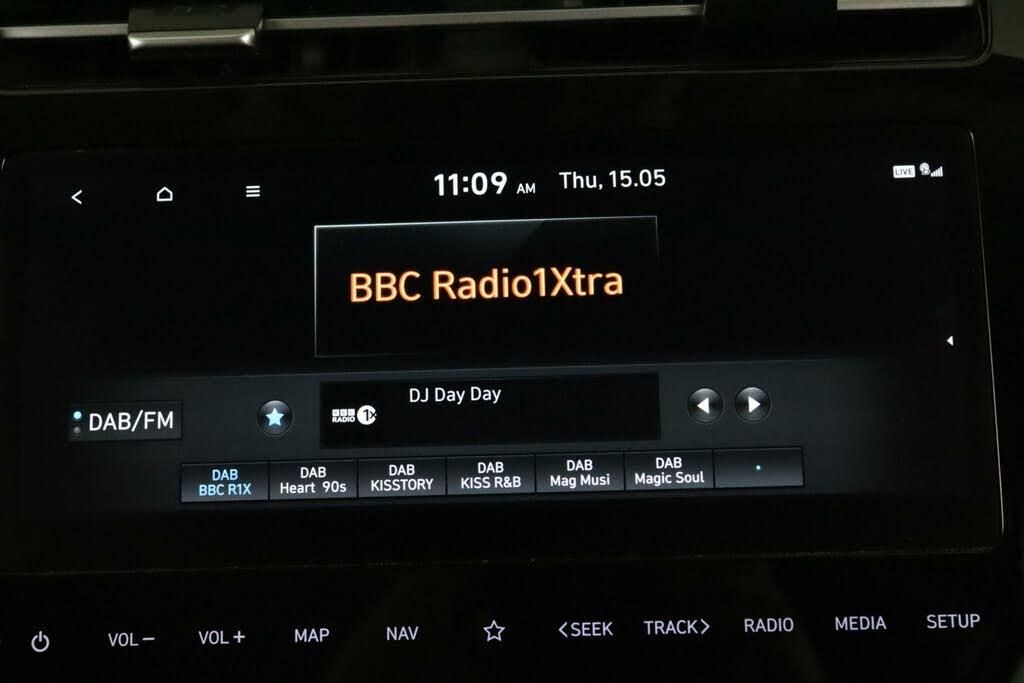 11:09 AM Thu, 15.05
LIVE
BBC Radio1Xtra
DAB/FM
DJ Day Day
BBC
RADIO 1X
DAB
BBC R1X
DAB
Heart 90s
DAB
KISSTORY
DAB
KISS R&B
DAB
Mag Musi
DAB
Magic Soul
VOL− VOL+ MAP NAV <SEEK TRACK> RADIO MEDIA SETUP